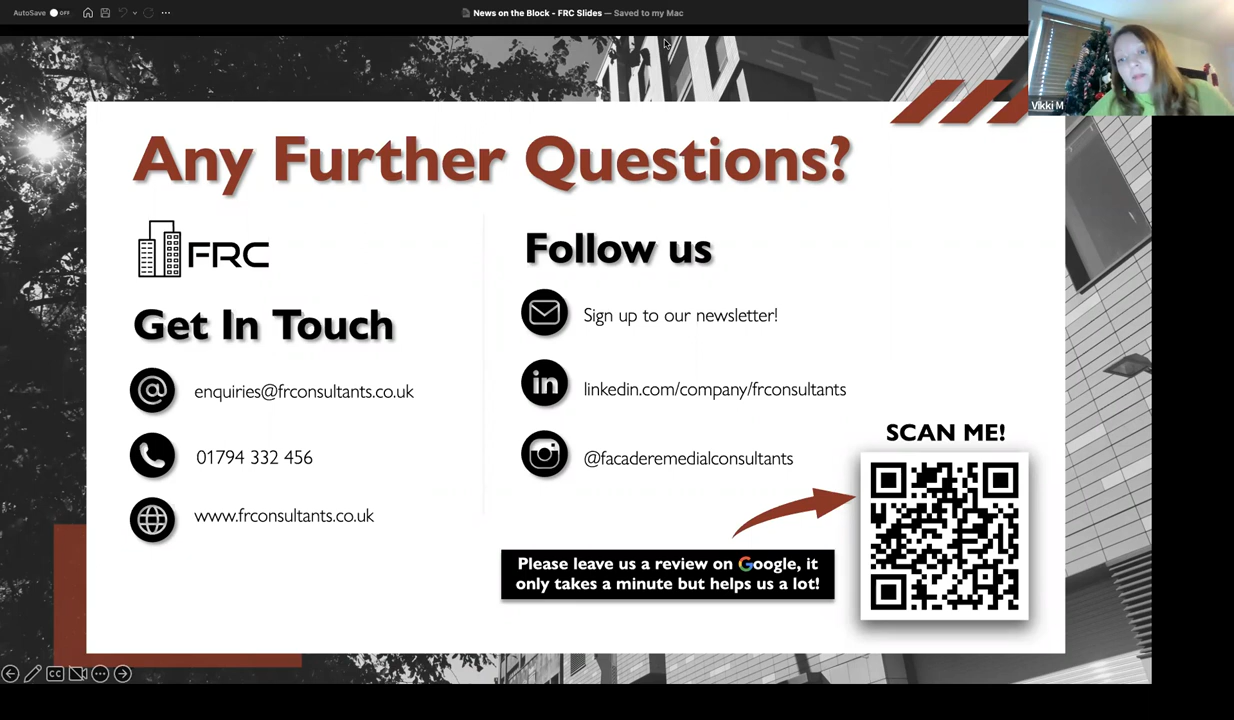 AutoSave OFF
News on the Block - FRC Slides — Saved to my Mac
Vikki M
Any Further Questions?
FRC
Get In Touch
enquiries@frconsultants.co.uk
01794 332 456
www.frconsultants.co.uk
Follow us
Sign up to our newsletter!
in
linkedin.com/company/frconsultants
@facaderemedialconsultants
SCAN ME!
Please leave us a review on Google, it
only takes a minute but helps us a lot!
CC